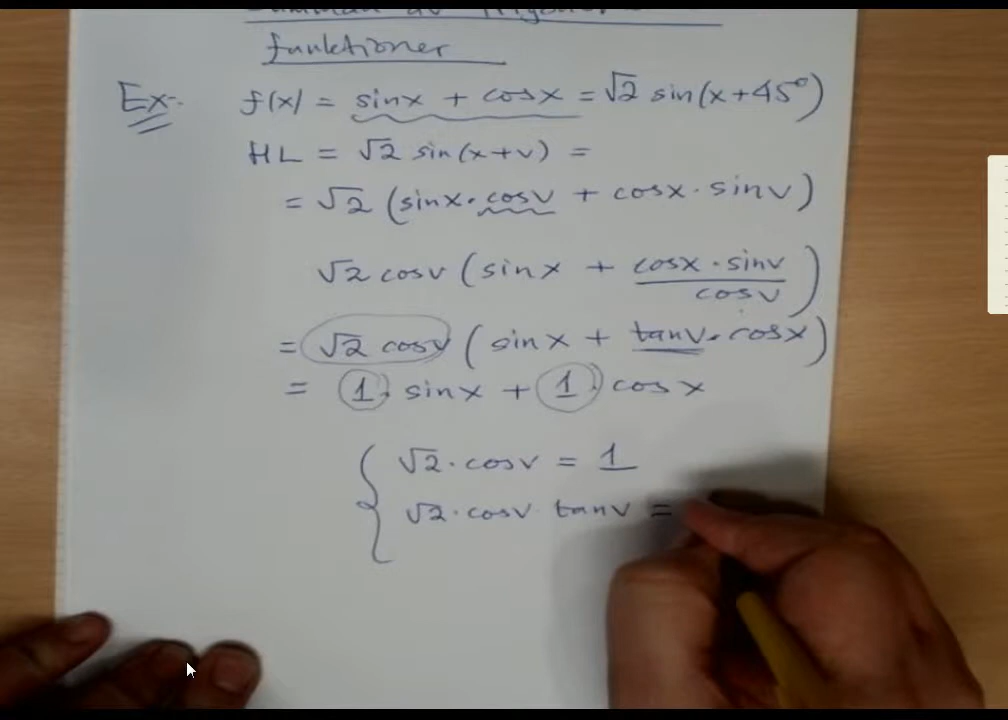 funktioner
Ex. f(x) = sinx + cosx = √2 sin(x+45°)
HL = √2 sin(x+v) =
= √2 (sinx · cosv + cosx · sinv)
√2 cosv (sinx + cosx · sinv / cosv)
= √2 cosv (sinx + tanv · cosx)
= 1 · sinx + 1 · cosx
{ √2 · cosv = 1
√2 · cosv · tanv =